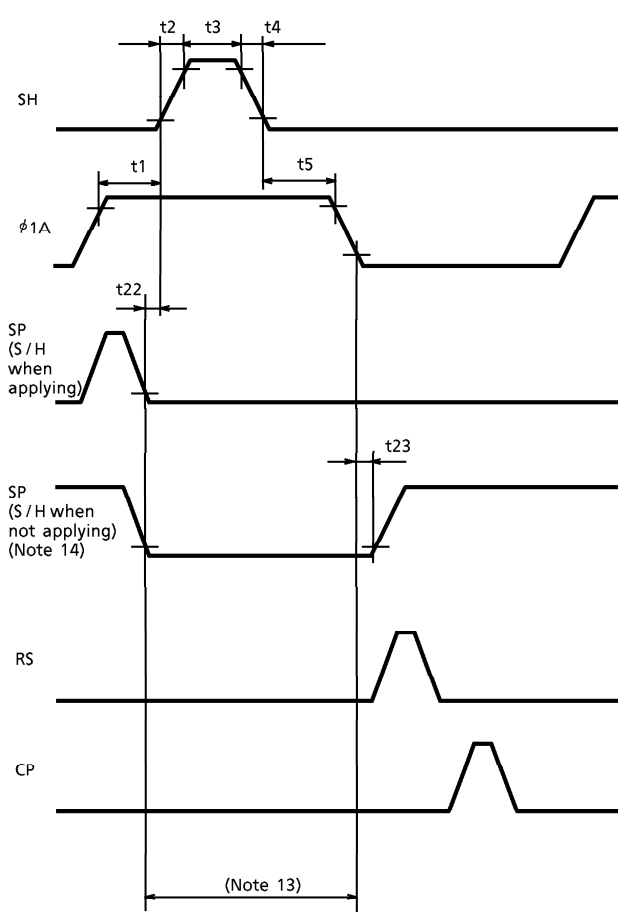 t2 t3 t4
SH
t1 t5
ϕ1A
t22
SP
(S/H
when
applying)
t23
SP
(S/H when
not applying)
(Note 14)
RS
CP
(Note 13)